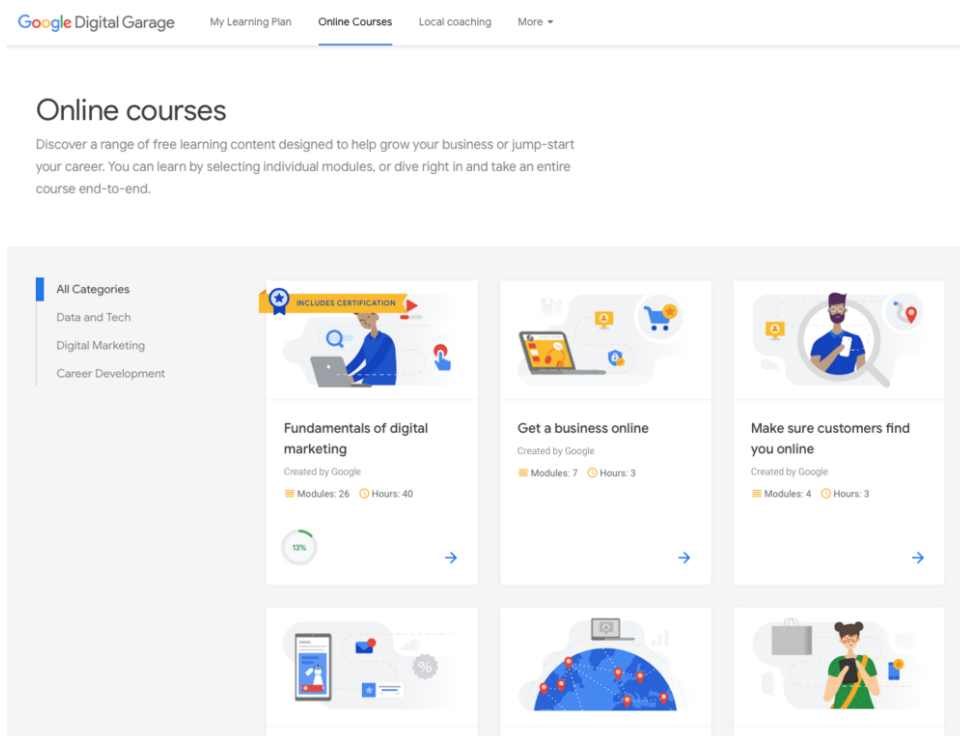 Google Digital Garage
My Learning Plan
Online Courses
Local coaching
More
Online courses
Discover a range of free learning content designed to help grow your business or jump-start
your career. You can learn by selecting individual modules, or dive right in and take an entire
course end-to-end.
All Categories
Data and Tech
Digital Marketing
Career Development
INCLUDES CERTIFICATION
Fundamentals of digital
marketing
Created by Google
Modules: 26 Hours: 40
13%
Get a business online
Created by Google
Modules: 7 Hours: 3
Make sure customers find
you online
Created by Google
Modules: 4 Hours: 3
%